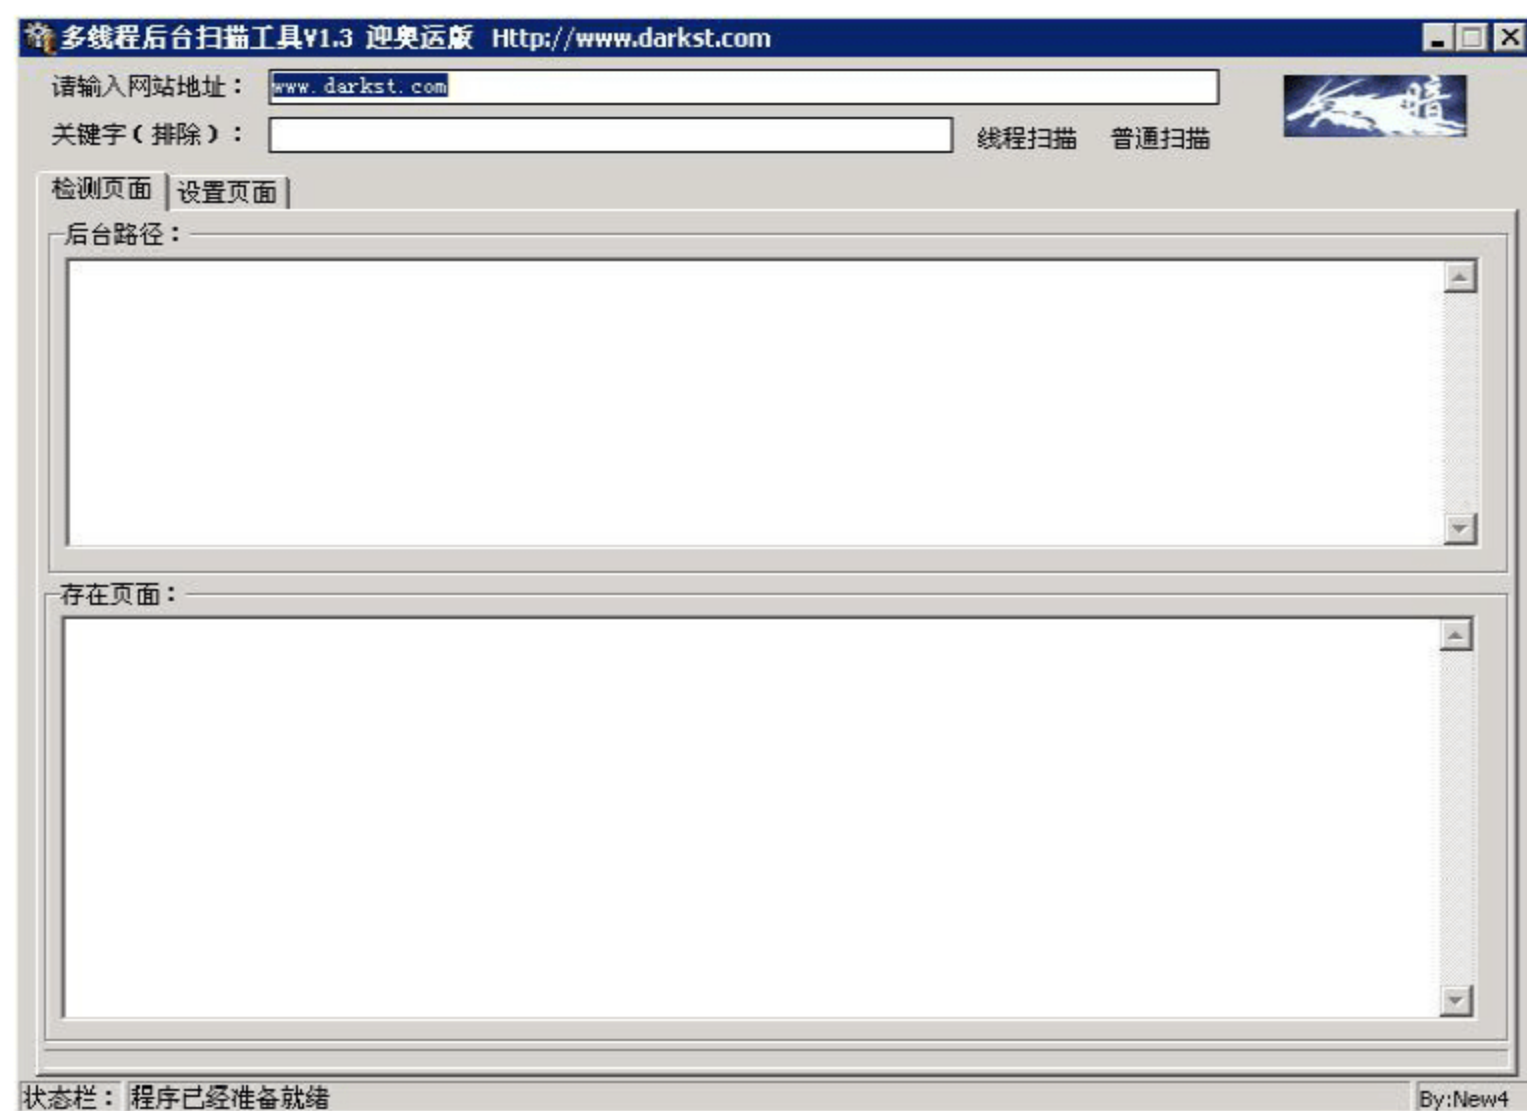 多线程后台扫描工具V1.3 迎奥运版 Http://www.darkst.com
请输入网站地址： www.darkst.com
关键字（排除）： 线程扫描 普通扫描
暗
检测页面 设置页面
后台路径：
存在页面：
状态栏： 程序已经准备就绪 By:New4